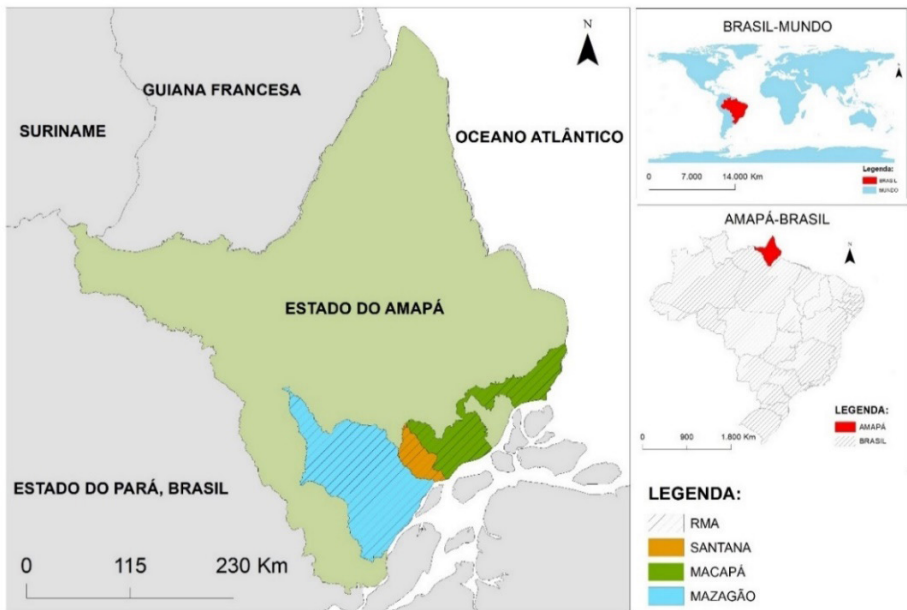 N
GUIANA FRANCESA
SURINAME
OCEANO ATLÂNTICO
ESTADO DO AMAPÁ
ESTADO DO PARÁ, BRASIL
0 115 230 Km
BRASIL-MUNDO
N
Legenda:
BRASIL
MUNDO
0 7.000 14.000 Km
AMAPÁ-BRASIL
N
LEGENDA:
AMAPÁ
BRASIL
0 900 1.800 Km
LEGENDA:
RMA
SANTANA
MACAPÁ
MAZAGÃO